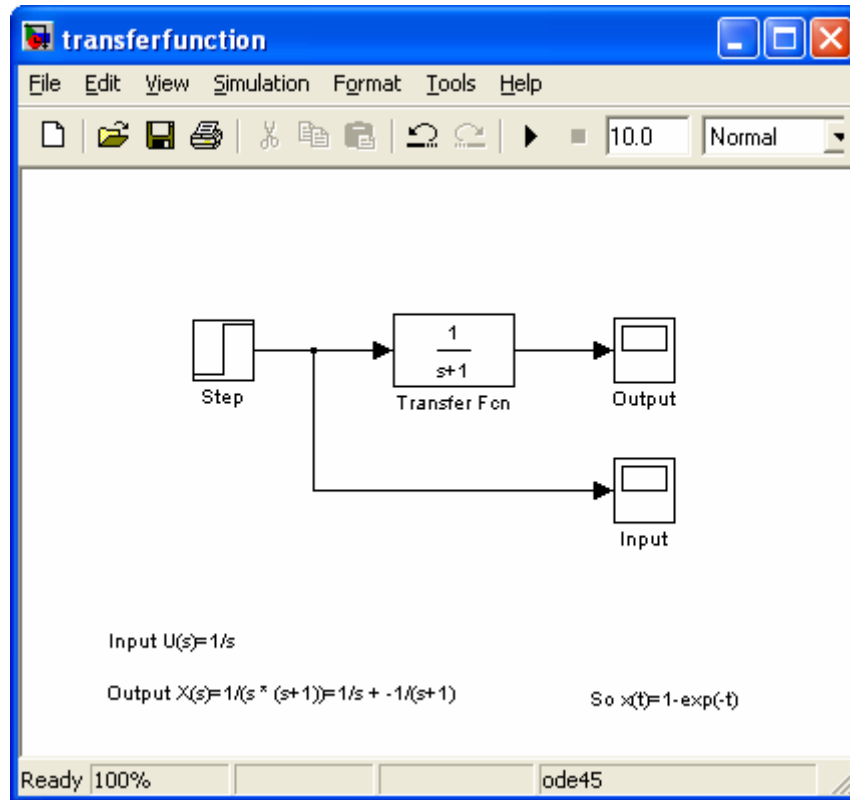 transferfunction
File Edit View Simulation Format Tools Help
10.0 Normal
1
s+1
Step
Transfer Fcn
Output
Input
Input U(s)=1/s
Output X(s)=1/(s * (s+1))=1/s + -1/(s+1)
So x(t)=1-exp(-t)
Ready 100% ode45